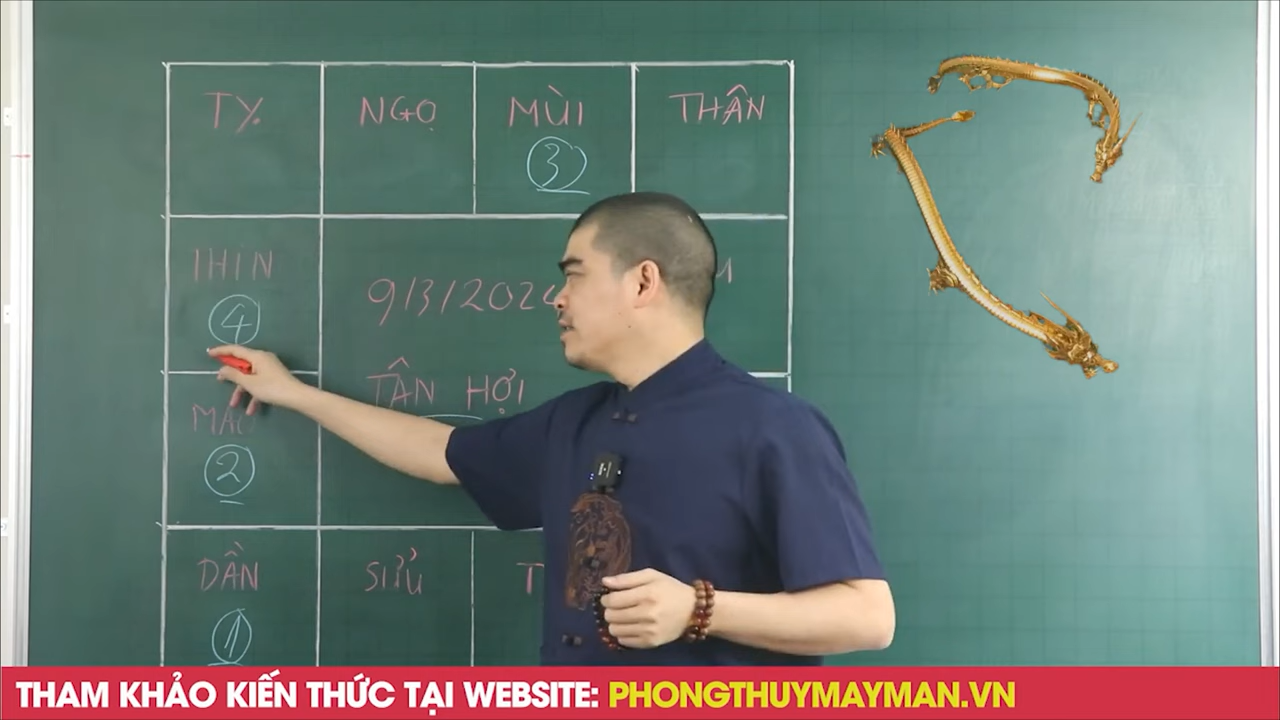 TỴ NGỌ MÙI THÂN
3
THÌN
4
9/3/202
TÂN HỢI
MÃO
2
DẦN SỬU T
1
THAM KHẢO KIẾN THỨC TẠI WEBSITE: PHONGTHUYMAYMAN.VN